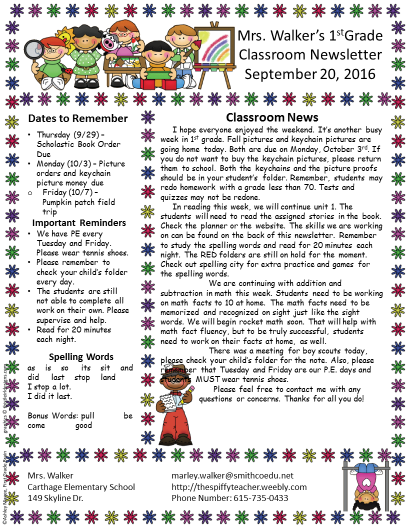 Mrs. Walker's 1stGrade
Classroom Newsletter
September 20, 2016
Dates to Remember
• Thursday (9/29) –
Scholastic Book Order
Due
• Monday (10/3) – Picture
orders and keychain
picture money due
o Friday (10/7) –
Pumpkin patch field
trip
Important Reminders
• We have PE every
Tuesday and Friday.
Please wear tennis shoes.
• Please remember to
check your child's folder
every day.
• The students are still
not able to complete all
work on their own. Please
supervise and help.
• Read for 20 minutes
each night.
Spelling Words
as is so its sit and
did last stop land
I stop a lot.
I did it last.
Bonus Words: pull be
come good
Classroom News
I hope everyone enjoyed the weekend. It's another busy
week in 1st grade. Fall pictures and keychain pictures are
going home today. Both are due on Monday, October 3rd. If
you do not want to buy the keychain pictures, please return
them to school. Both the keychains and the picture proofs
should be in your student's folder. Remember, students may
redo homework with a grade less than 70. Tests and
quizzes may not be redone.
In reading this week, we will continue unit 1. The
students will need to read the assigned stories in the book.
Check the planner or the website. The skills we are working
on can be found on the back of this newsletter. Remember
to study the spelling words and read for 20 minutes each
night. The RED folders are still on hold for the moment.
Check out spelling city for extra practice and games for
the spelling words.
We are continuing with addition and
subtraction in math this week. Students need to be working
on math facts to 10 at home. The math facts need to be
memorized and recognized on sight just like the sight
words. We will begin rocket math soon. That will help with
math fact fluency, but to be truly successful, students
need to work on their facts at home, as well.
There was a meeting for boy scouts today,
please check your child's folder for the note. Also, please
remember that Tuesday and Friday are our P.E. days and
students MUST wear tennis shoes.
Please feel free to contact me with any
questions or concerns. Thanks for all you do!
Mrs. Walker
Carthage Elementary School
149 Skyline Dr.
marley.walker@smithcoedu.net
http://thespiffyteacher.weebly.com
Phone Number: 615-735-0433